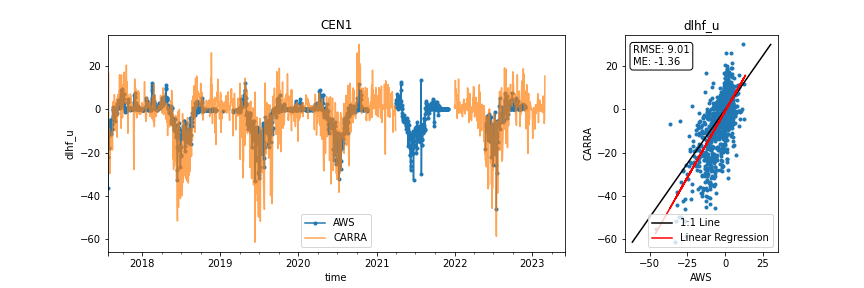 CEN1
dlhf_u
20
0
−20
−40
−60
dlhf_u
AWS
CARRA
2018
2019
2020
2021
2022
2023
time
dlhf_u
RMSE: 9.01
ME: -1.36
20
0
−20
−40
−60
CARRA
1:1 Line
Linear Regression
−50
−25
0
25
AWS